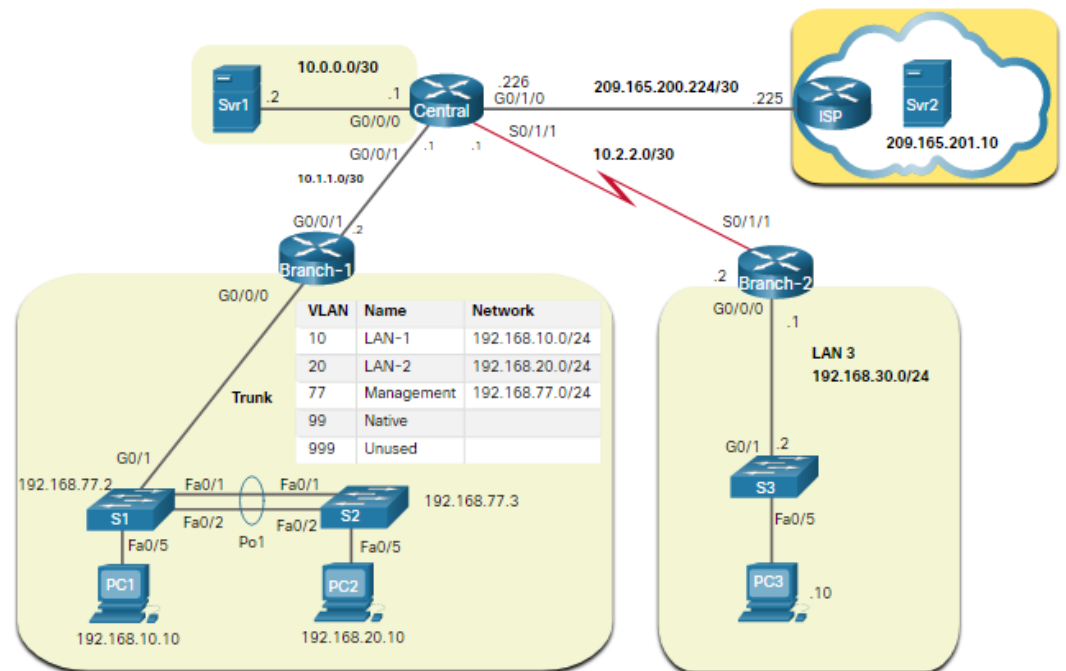 10.0.0.0/30
Svr1
.2
.1
G0/0/0
Central
.226
G0/1/0
209.165.200.224/30
.225
ISP
Svr2
209.165.201.10
S0/1/1
G0/0/1
.1
.1
10.2.2.0/30
10.1.1.0/30
G0/0/1
.2
Branch-1
S0/1/1
.2
Branch-2
G0/0/0
G0/0/0
.1
VLAN Name Network
10 LAN-1 192.168.10.0/24
20 LAN-2 192.168.20.0/24
77 Management 192.168.77.0/24
99 Native
999 Unused
LAN 3
192.168.30.0/24
Trunk
G0/1
192.168.77.2
Fa0/1
Fa0/1
192.168.77.3
S1
S2
Fa0/2
Fa0/2
Po1
Fa0/5
Fa0/5
PC1
PC2
192.168.10.10
192.168.20.10
G0/1
.2
S3
Fa0/5
PC3
.10